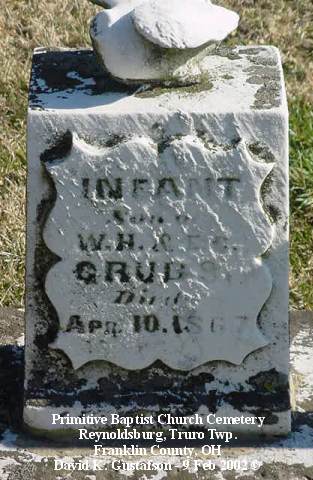 INFANT
Son of
W.H. &
GRUB
Died
APR. 10. 1867
Primitive Baptist Church Cemetery
Reynoldsburg, Truro Twp.
Franklin County, OH
David K. Gustafson - 9 Feb 2002 ©